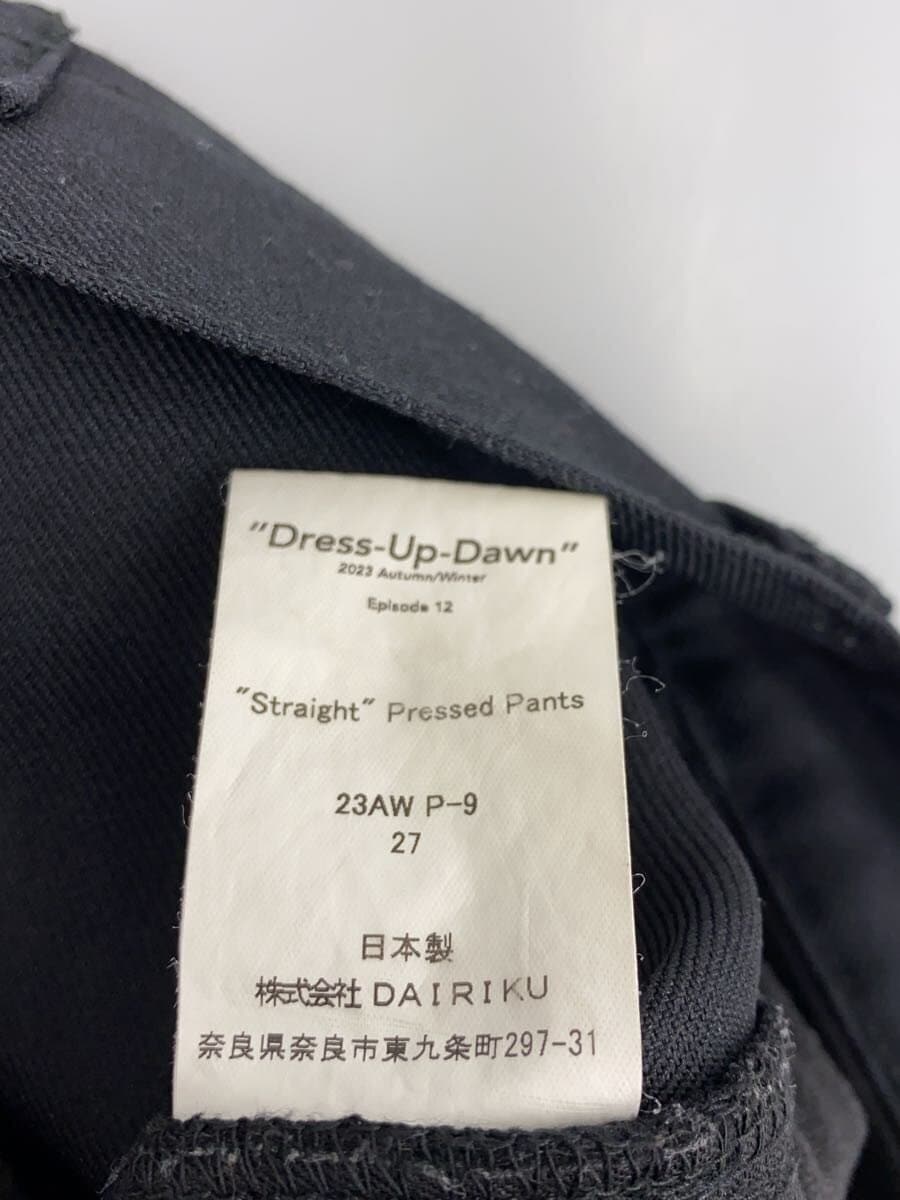 "Dress-Up-Dawn"
2023 Autumn/Winter
Episode 12
"Straight" Pressed Pants
23AW P-9
27
日本製
株式会社 DAIRIKU
奈良県奈良市東九条町297-31